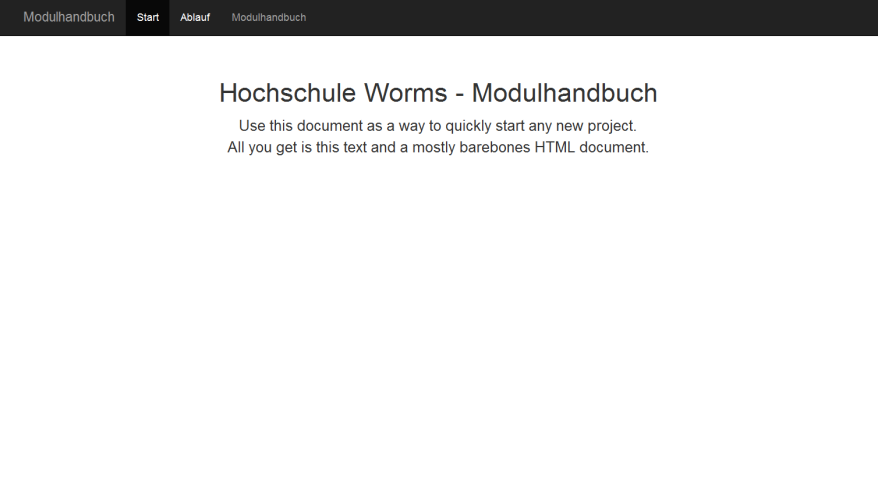 Modulhandbuch Start Ablauf Modulhandbuch
Hochschule Worms - Modulhandbuch
Use this document as a way to quickly start any new project.
All you get is this text and a mostly barebones HTML document.